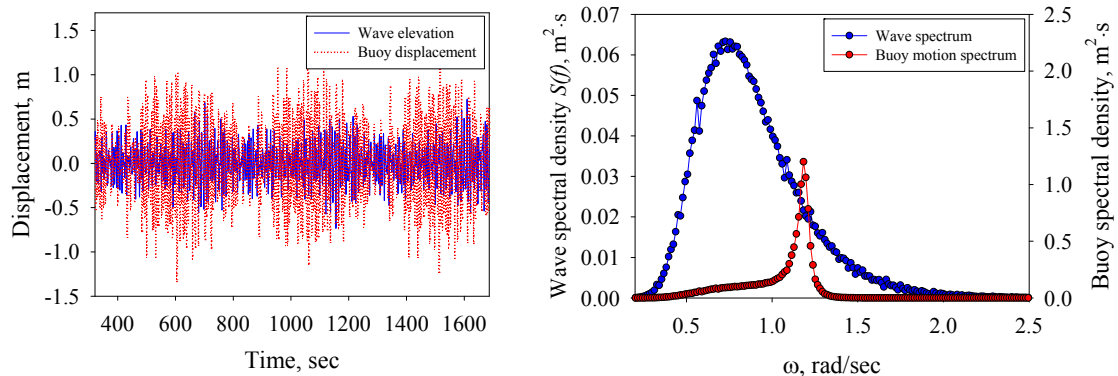 Displacement, m
1.5
1.0
0.5
0.0
-0.5
-1.0
-1.5
Wave elevation
Buoy displacement
400 600 800 1000 1200 1400 1600
Time, sec
Wave spectral density S(f), m²·s
0.07
0.06
0.05
0.04
0.03
0.02
0.01
0.00
Wave spectrum
Buoy motion spectrum
2.5
2.0
1.5
1.0
0.5
0.0
Buoy spectral density, m²·s
0.5 1.0 1.5 2.0 2.5
ω, rad/sec